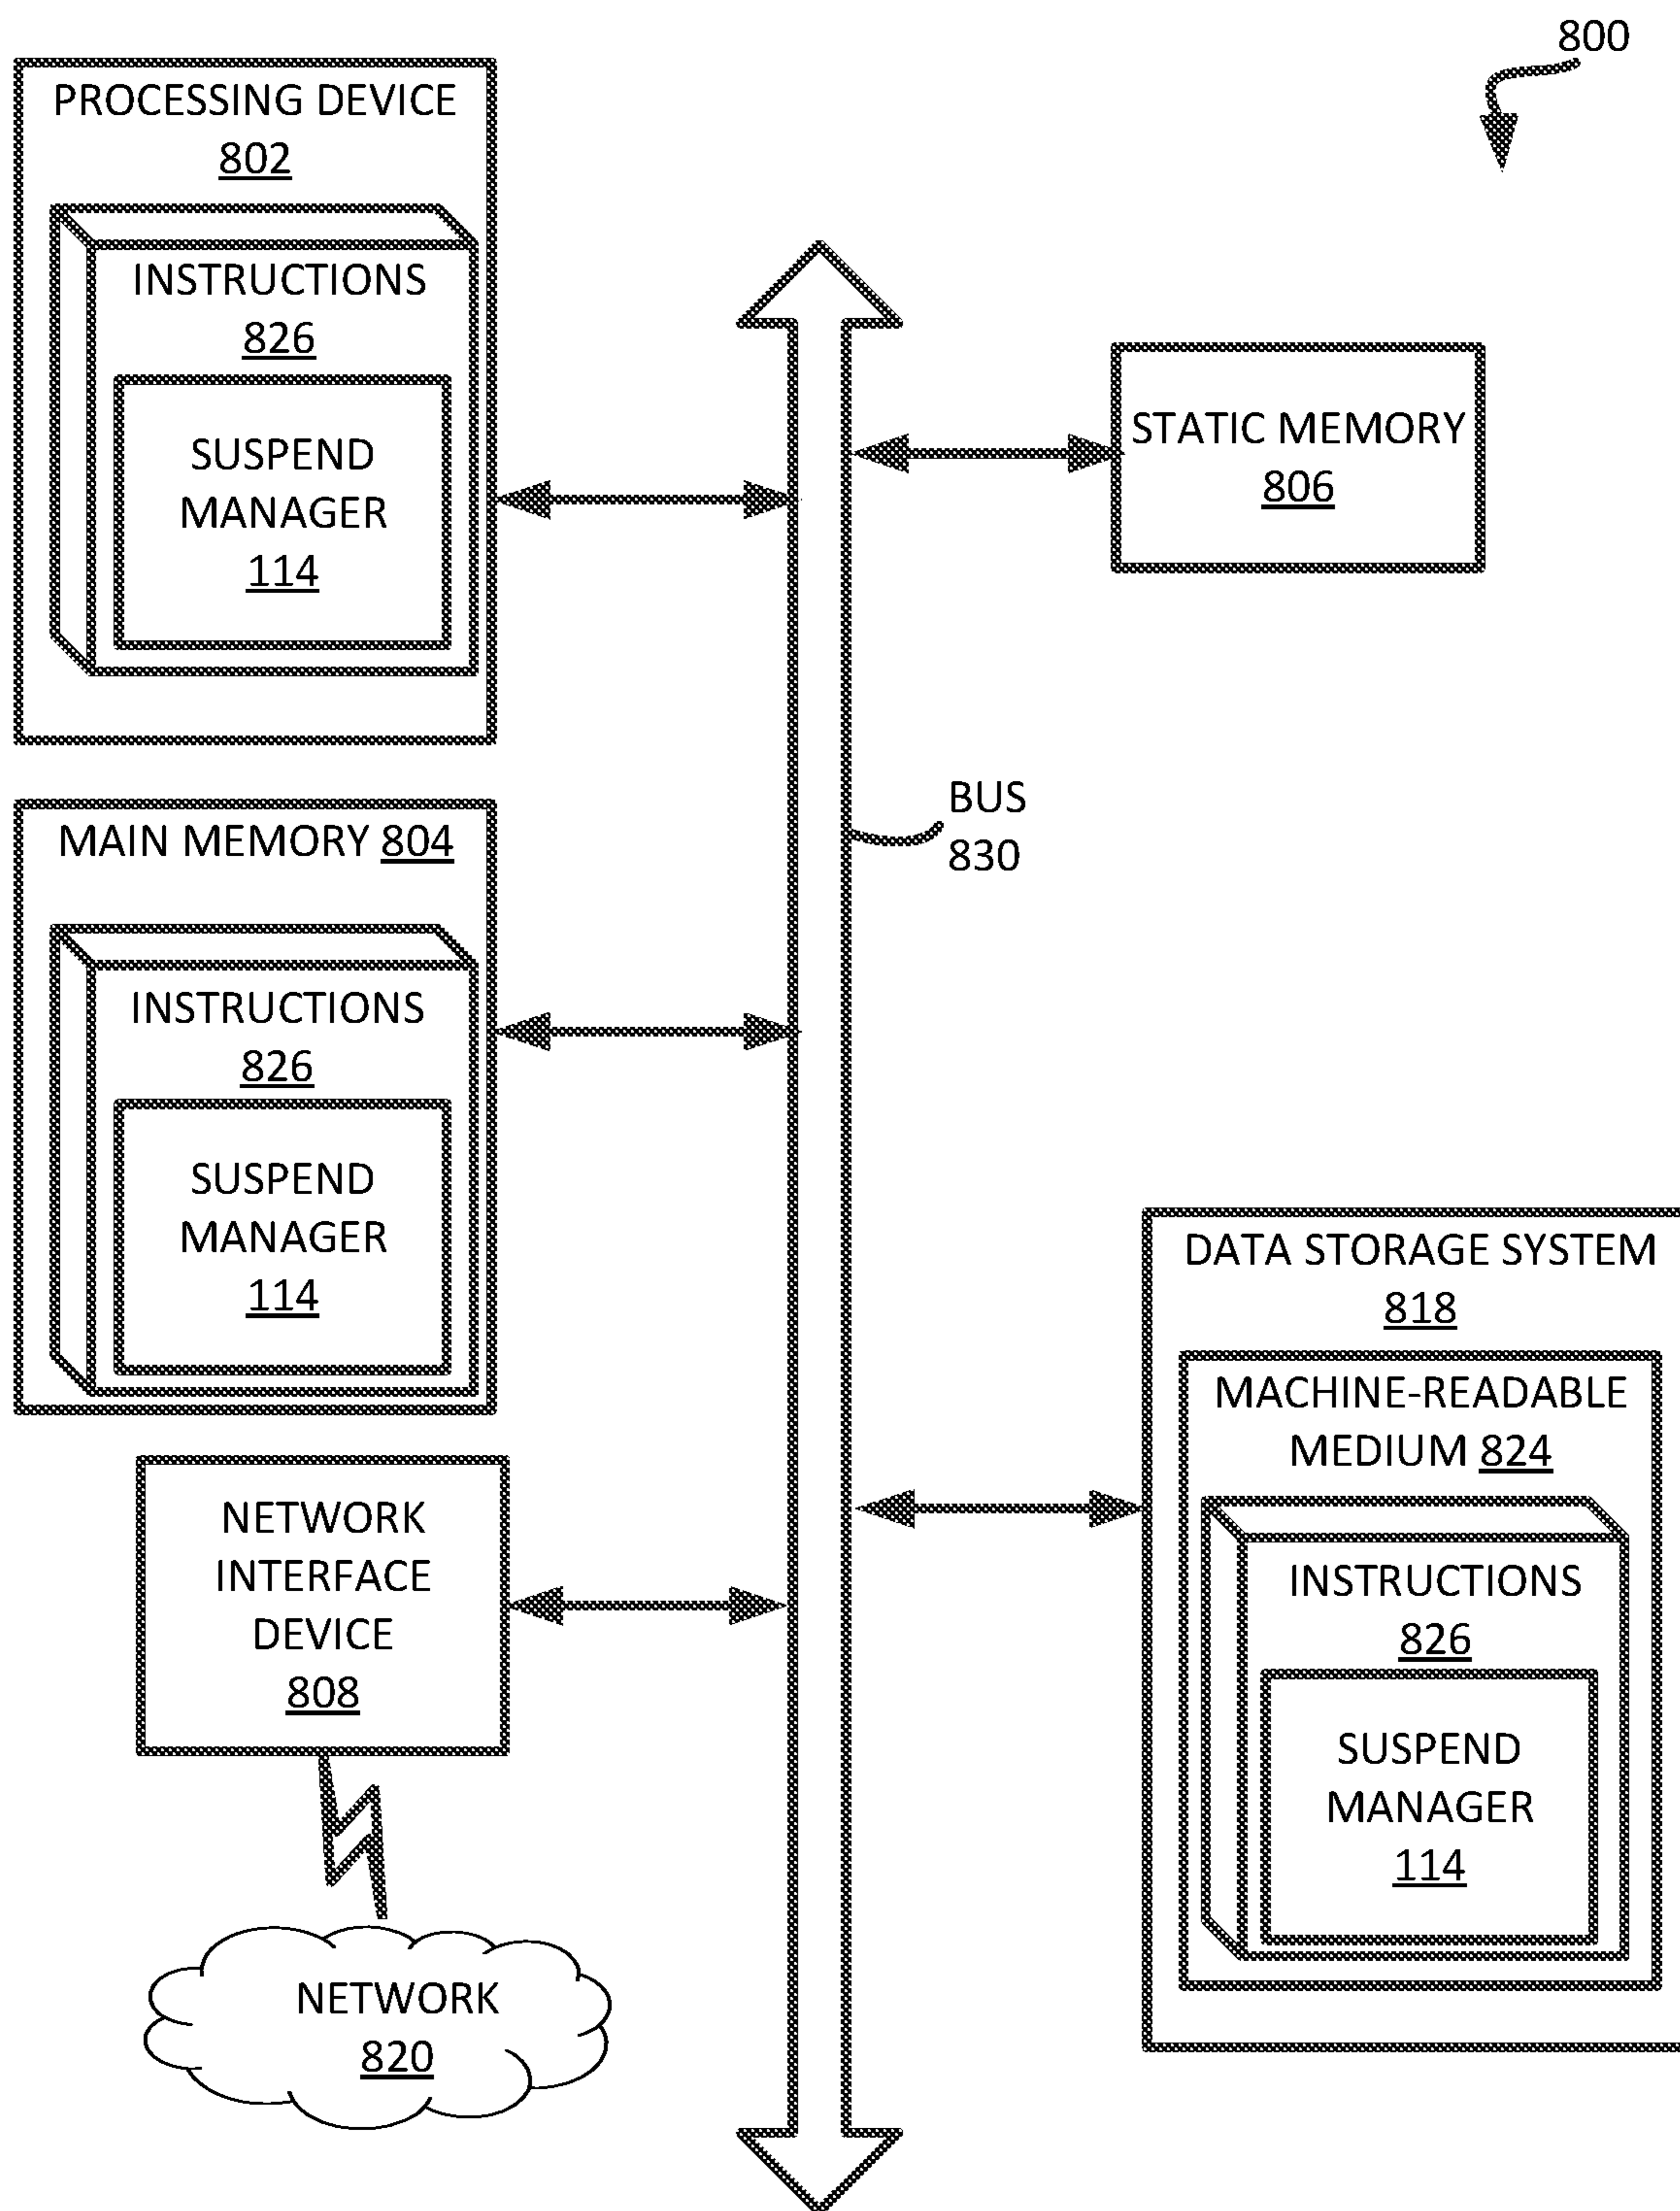 800
PROCESSING DEVICE
802
INSTRUCTIONS
826
SUSPEND
MANAGER
114
STATIC MEMORY
806
BUS
830
MAIN MEMORY 804
INSTRUCTIONS
826
SUSPEND
MANAGER
114
DATA STORAGE SYSTEM
818
MACHINE-READABLE
MEDIUM 824
INSTRUCTIONS
826
SUSPEND
MANAGER
114
NETWORK
INTERFACE
DEVICE
808
NETWORK
820